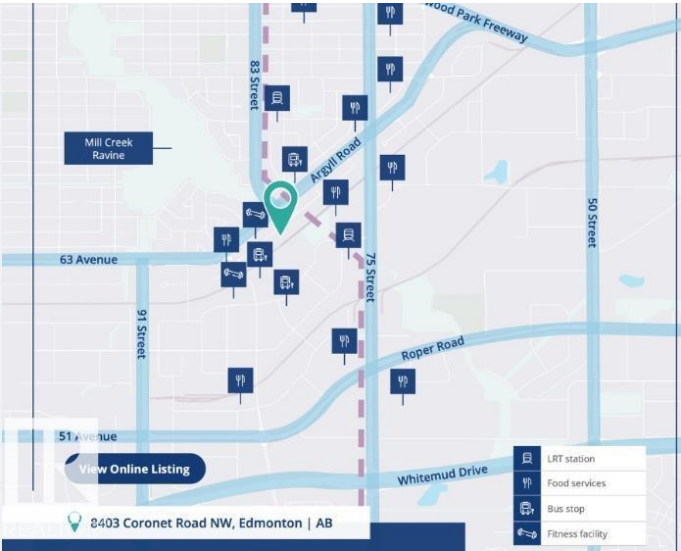 wood Park Freeway
83 Street
Mill Creek
Ravine
Argyll Road
63 Avenue
75 Street
50 Street
91 Street
Roper Road
51 Avenue
View Online Listing
Whitemud Drive
LRT station
Food services
Bus stop
Fitness facility
8403 Coronet Road NW, Edmonton | AB